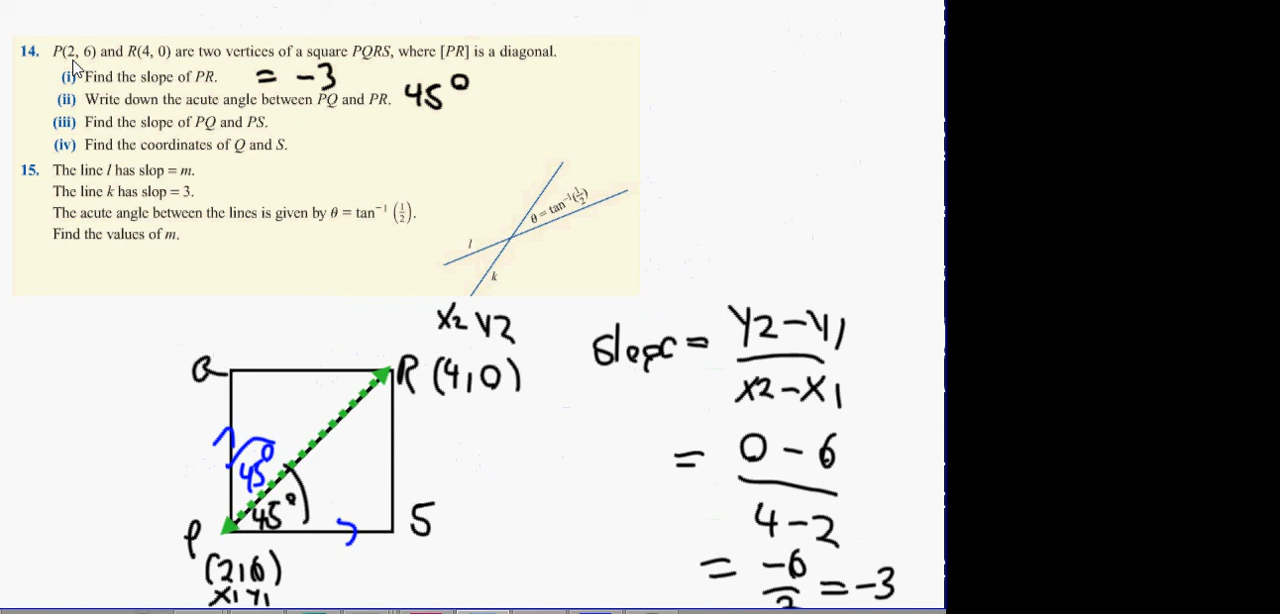 14. P(2, 6) and R(4, 0) are two vertices of a square PQRS, where [PR] is a diagonal.
(i) Find the slope of PR. = -3
(ii) Write down the acute angle between PQ and PR. 45°
(iii) Find the slope of PQ and PS.
(iv) Find the coordinates of Q and S.
15. The line l has slop = m.
The line k has slop = 3.
The acute angle between the lines is given by θ = tan⁻¹ (1/2).
Find the values of m.
θ = tan⁻¹(1/2)
l
k
X2 Y2
Q
R (4,0)
45°
45°
P
S
(2,6)
X1 Y1
Slope = Y2-Y1 / X2-X1
= 0-6 / 4-2
= -6 / 2 = -3